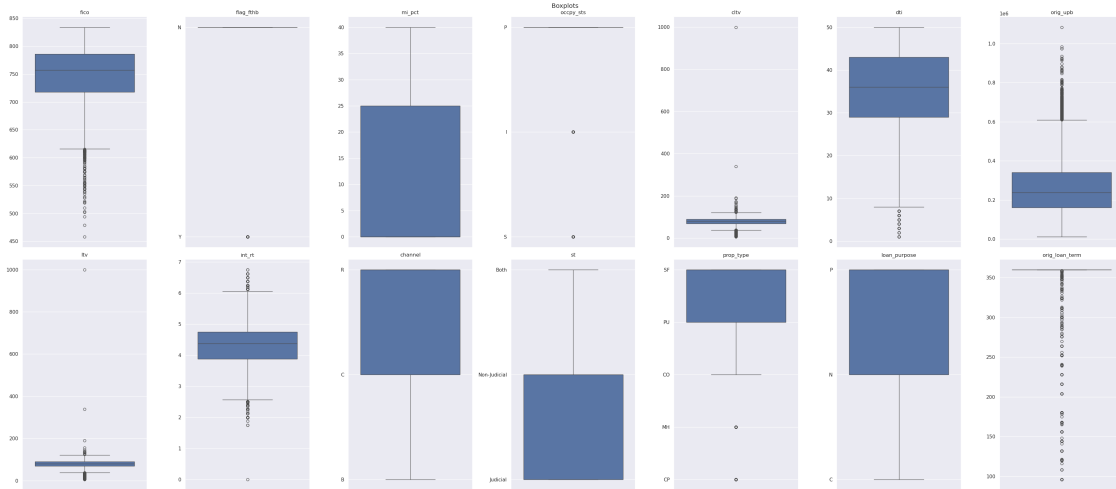 Boxplots
fico
flag_fthb
mi_pct
occpy_sts
cltv
dti
orig_upb
1e6
850
800
750
700
650
600
550
500
450
N
Y
40
35
30
25
20
15
10
5
0
P
I
S
1000
800
600
400
200
0
50
40
30
20
10
0
1.0
0.8
0.6
0.4
0.2
0.0
ltv
int_rt
channel
st
prop_type
loan_purpose
orig_loan_term
1000
800
600
400
200
0
7
6
5
4
3
2
1
0
R
C
B
Both
Non-Judicial
Judicial
SF
PU
CO
MH
CP
P
N
C
350
300
250
200
150
100